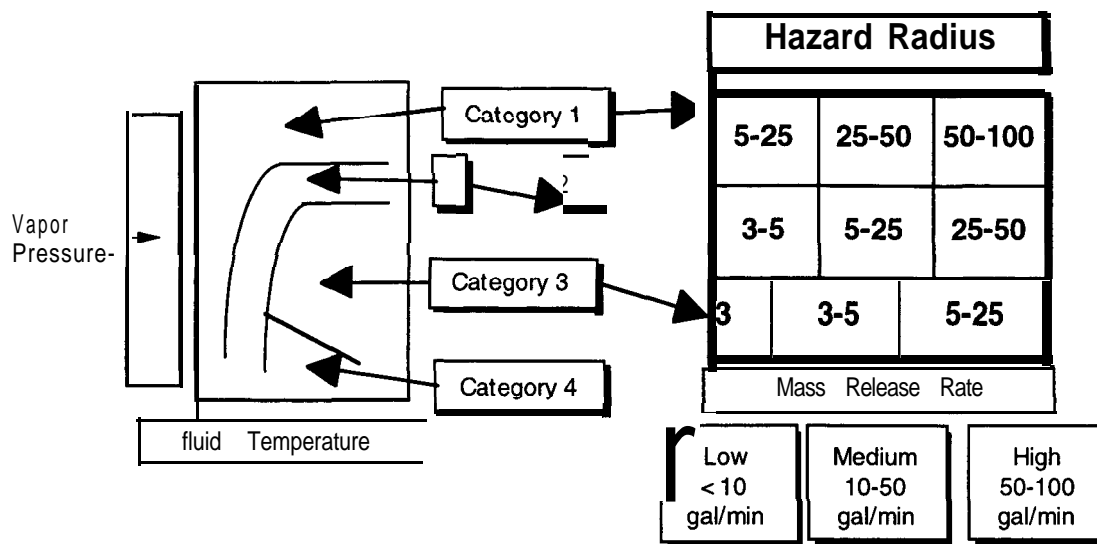 Hazard Radius
Category 1
5-25 25-50 50-100
2
Vapor
Pressure-
3-5 5-25 25-50
Category 3
3 3-5 5-25
Category 4
Mass Release Rate
fluid Temperature
Low
< 10
gal/min
Medium
10-50
gal/min
High
50-100
gal/min